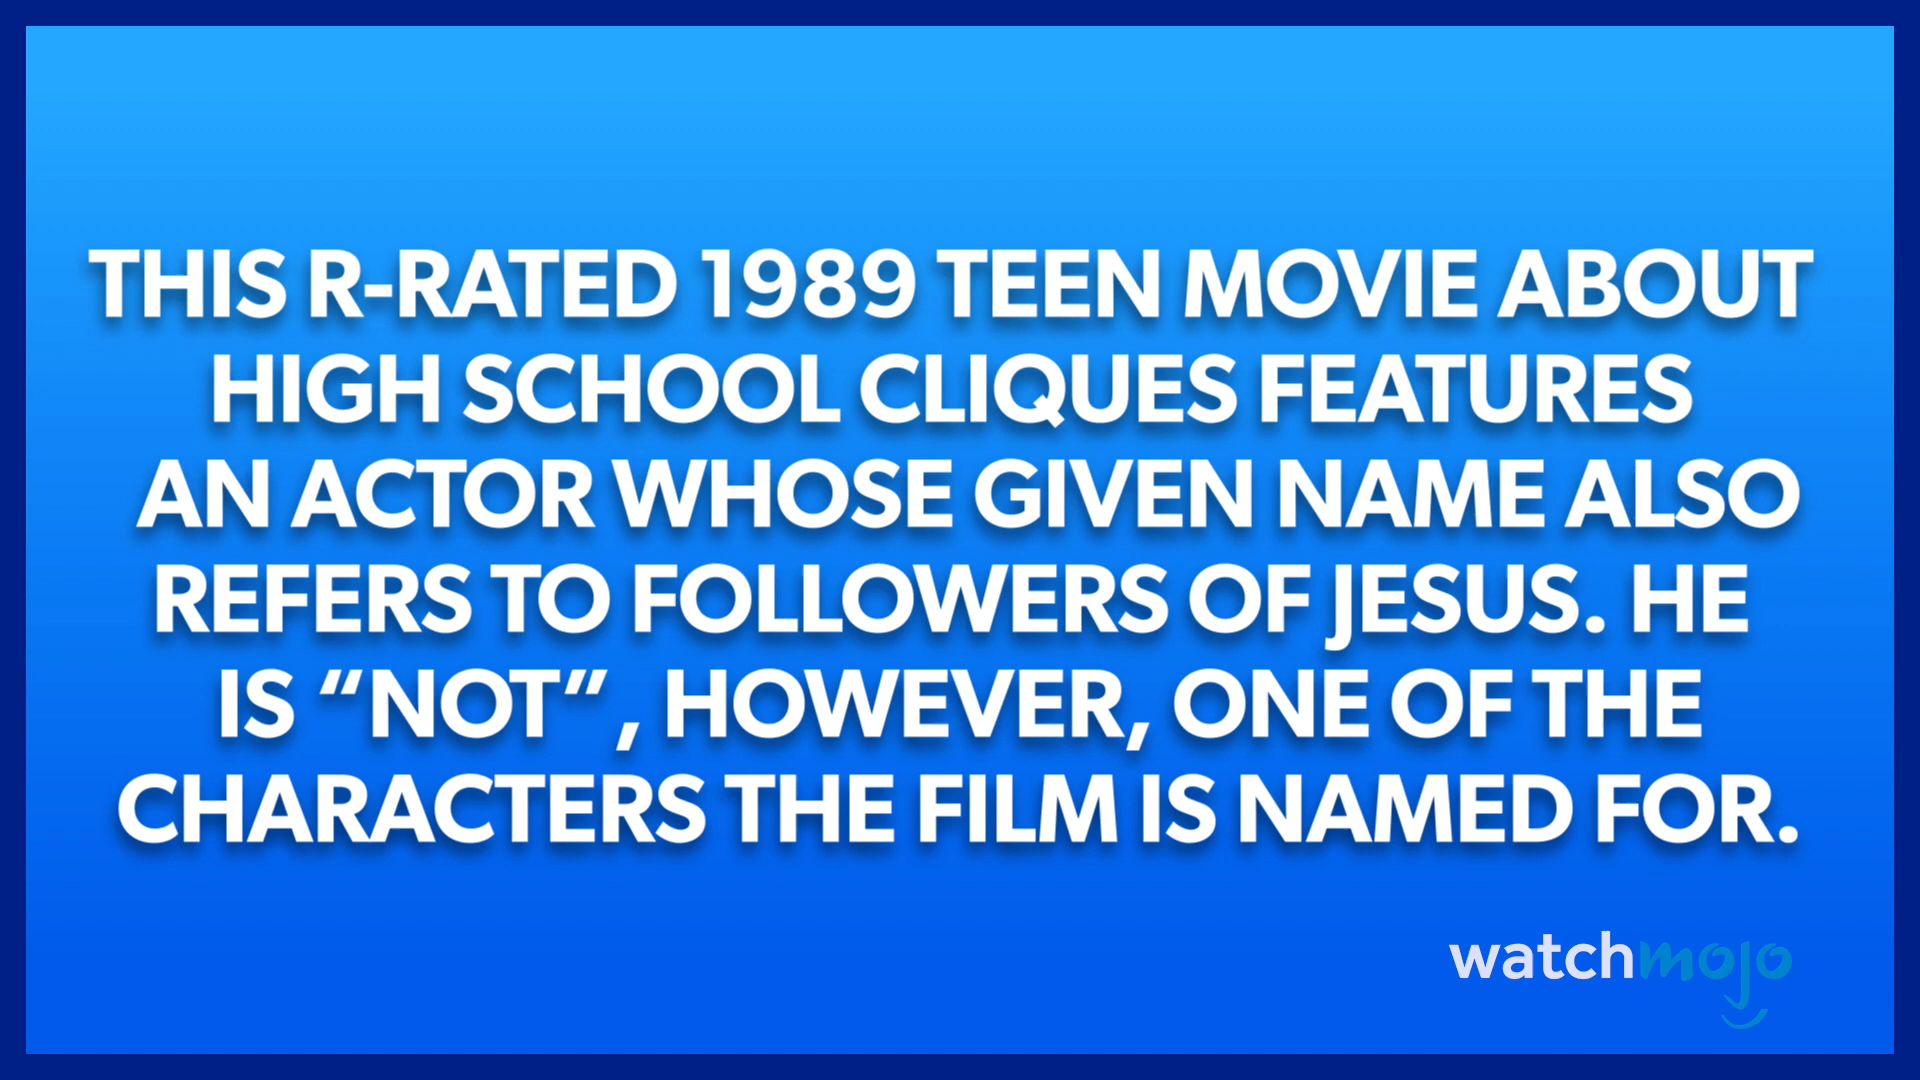 THIS R-RATED 1989 TEEN MOVIE ABOUT
HIGH SCHOOL CLIQUES FEATURES
AN ACTOR WHOSE GIVEN NAME ALSO
REFERS TO FOLLOWERS OF JESUS. HE
IS “NOT”, HOWEVER, ONE OF THE
CHARACTERS THE FILM IS NAMED FOR.
watchmojo